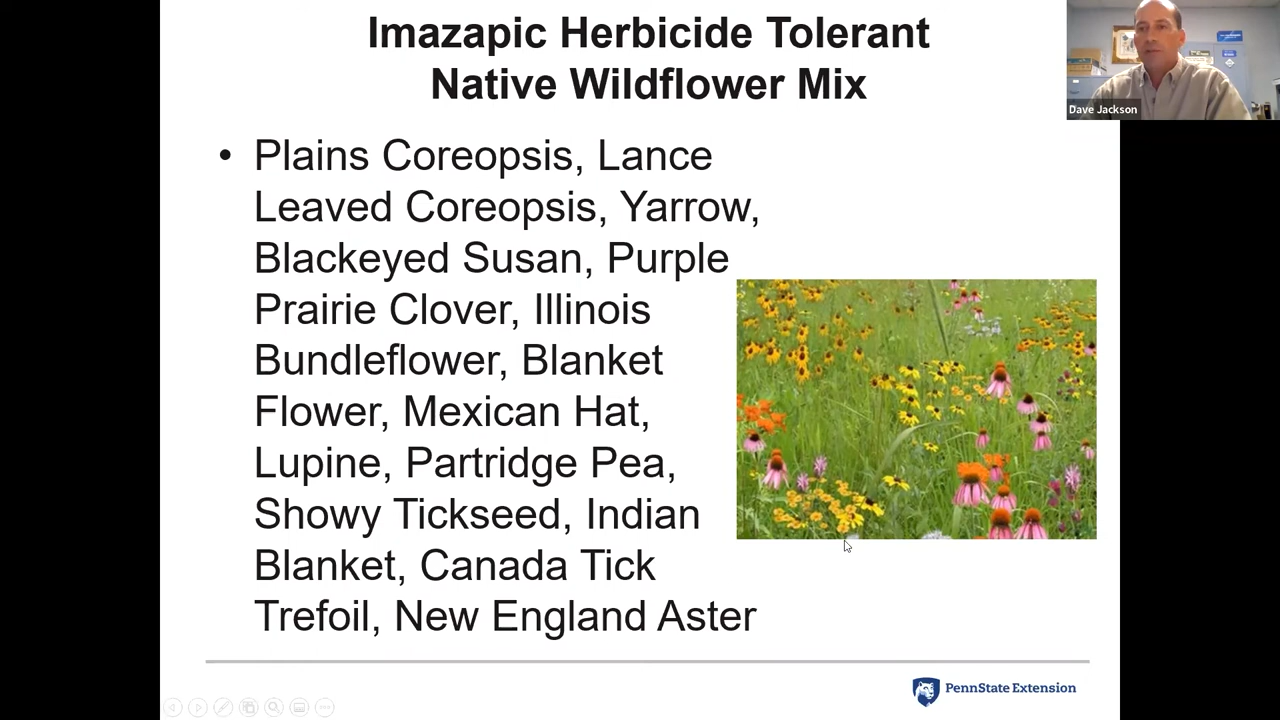 Imazapic Herbicide Tolerant
Native Wildflower Mix
Dave Jackson
• Plains Coreopsis, Lance
Leaved Coreopsis, Yarrow,
Blackeyed Susan, Purple
Prairie Clover, Illinois
Bundleflower, Blanket
Flower, Mexican Hat,
Lupine, Partridge Pea,
Showy Tickseed, Indian
Blanket, Canada Tick
Trefoil, New England Aster
PennState Extension